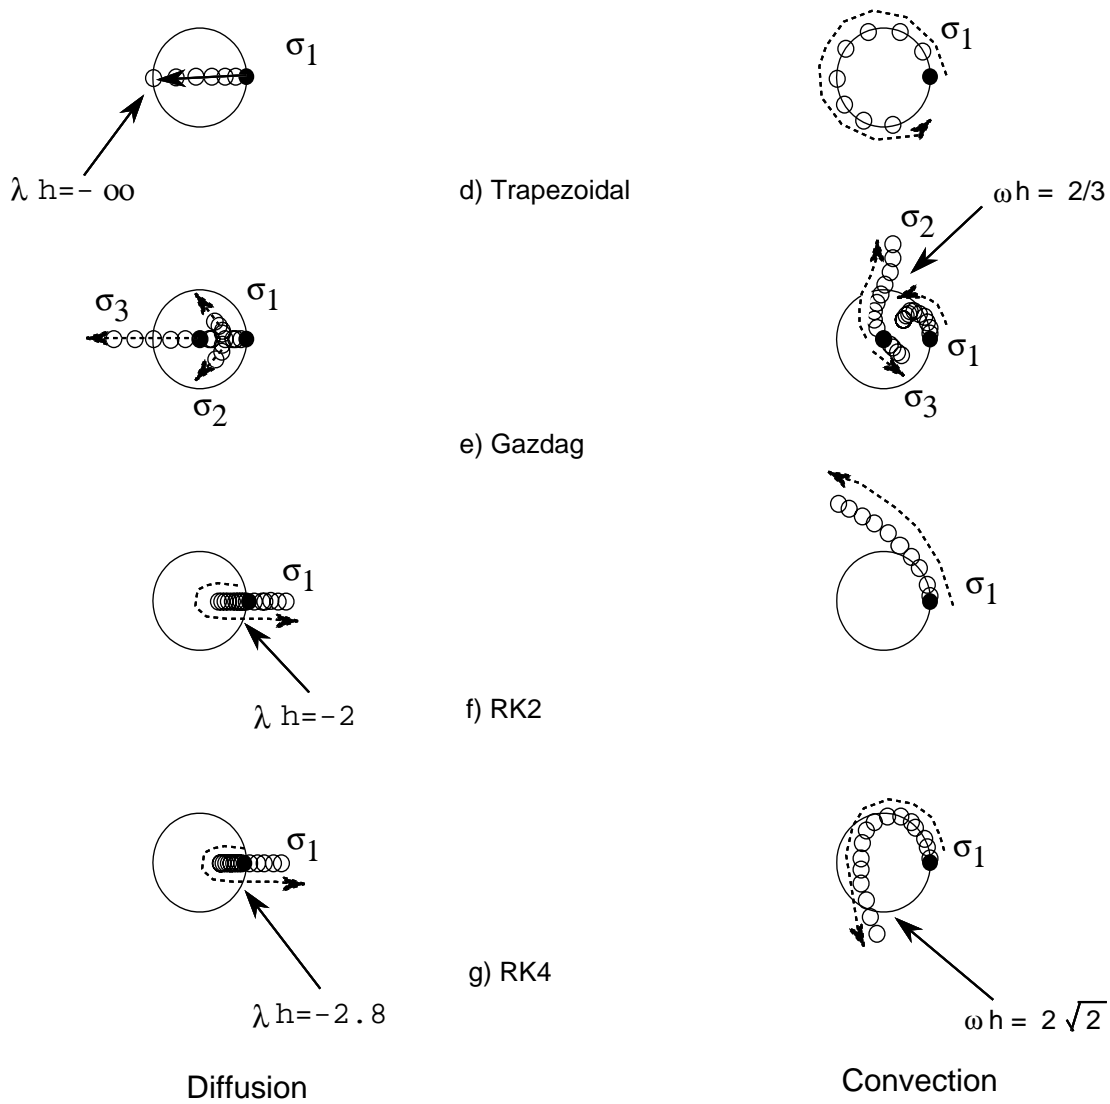 σ1
σ1
λ h=- ∞
d) Trapezoidal
ωh = 2/3
σ2
σ3
σ1
σ1
σ2
σ3
e) Gazdag
σ1
σ1
λ h=-2
f) RK2
σ1
σ1
g) RK4
λ h=-2.8
ωh = 2√2
Diffusion
Convection